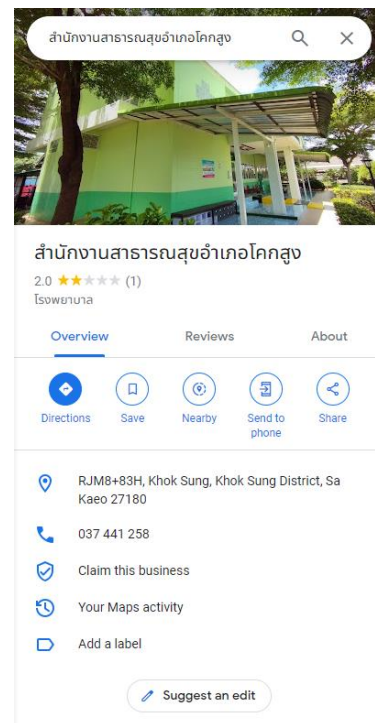 สำนักงานสาธารณสุขอำเภอโคกสูง
สำนักงานสาธารณสุขอำเภอโคกสูง
2.0 (1)
โรงพยาบาล
Overview Reviews About
Directions Save Nearby Send to phone Share
RJM8+83H, Khok Sung, Khok Sung District, Sa
Kaeo 27180
037 441 258
Claim this business
Your Maps activity
Add a label
Suggest an edit